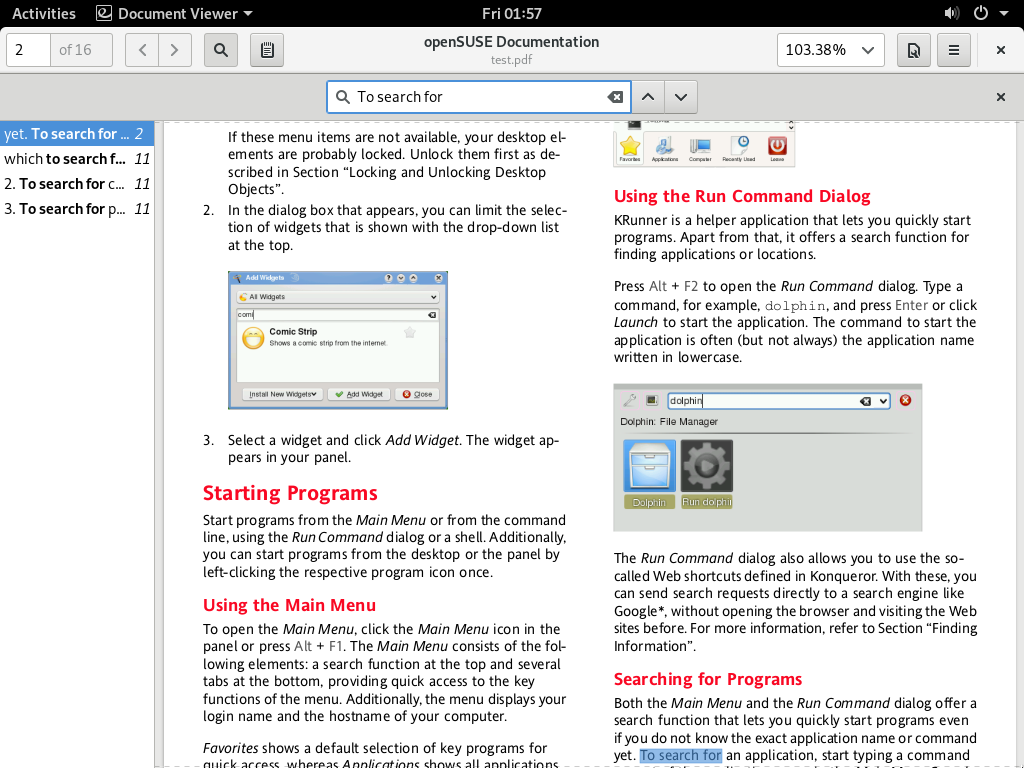 Activities
Document Viewer
Fri 01:57
2
of 16
openSUSE Documentation
test.pdf
103.38%
To search for
yet. To search for ... 2
which to search f... 11
2. To search for c... 11
3. To search for p... 11
If these menu items are not available, your desktop el-
ements are probably locked. Unlock them first as de-
scribed in Section “Locking and Unlocking Desktop
Objects”.
2. In the dialog box that appears, you can limit the selec-
tion of widgets that is shown with the drop-down list
at the top.
Add Widgets
All Widgets
comi
Comic Strip
Shows a comic strip from the internet.
Install New Widgets
Add Widget
Close
3. Select a widget and click Add Widget. The widget ap-
pears in your panel.
Starting Programs
Start programs from the Main Menu or from the command
line, using the Run Command dialog or a shell. Additionally,
you can start programs from the desktop or the panel by
left-clicking the respective program icon once.
Using the Main Menu
To open the Main Menu, click the Main Menu icon in the
panel or press Alt + F1. The Main Menu consists of the fol-
lowing elements: a search function at the top and several
tabs at the bottom, providing quick access to the key
functions of the menu. Additionally, the menu displays your
login name and the hostname of your computer.
Favorites shows a default selection of key programs for
quick access, whereas Applications shows all applications
Favorites
Applications
Computer
Recently Used
Leave
Using the Run Command Dialog
KRunner is a helper application that lets you quickly start
programs. Apart from that, it offers a search function for
finding applications or locations.
Press Alt + F2 to open the Run Command dialog. Type a
command, for example, dolphin, and press Enter or click
Launch to start the application. The command to start the
application is often (but not always) the application name
written in lowercase.
dolphin
Dolphin: File Manager
Dolphin
Run dolphin
The Run Command dialog also allows you to use the so-
called Web shortcuts defined in Konqueror. With these, you
can send search requests directly to a search engine like
Google*, without opening the browser and visiting the Web
sites before. For more information, refer to Section “Finding
Information”.
Searching for Programs
Both the Main Menu and the Run Command dialog offer a
search function that lets you quickly start programs even
if you do not know the exact application name or command
yet. To search for an application, start typing a command